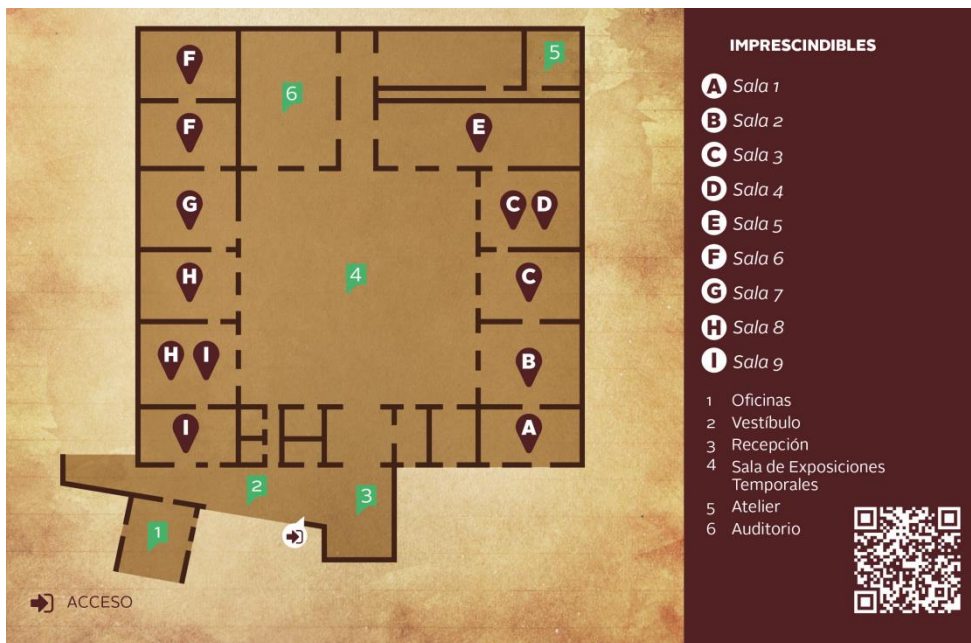 F
5
6
F
E
G
C D
4
H
C
H I
B
I
A
2
3
1
ACCESO
IMPRESCINDIBLES
A Sala 1
B Sala 2
C Sala 3
D Sala 4
E Sala 5
F Sala 6
G Sala 7
H Sala 8
I Sala 9
1 Oficinas
2 Vestíbulo
3 Recepción
4 Sala de Exposiciones
Temporales
5 Atelier
6 Auditorio